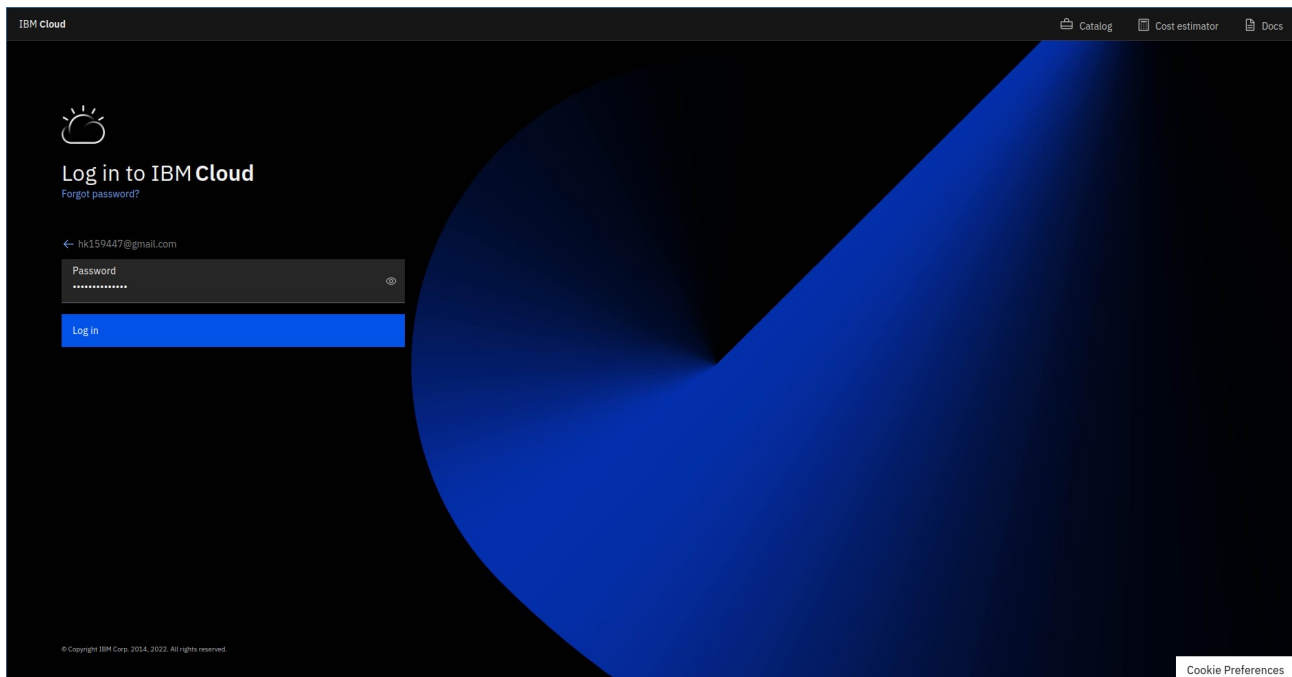 IBM Cloud
Catalog
Cost estimator
Docs
Log in to IBM Cloud
Forgot password?
← hk159447@gmail.com
Password
••••••••••••••
Log in
© Copyright IBM Corp. 2014, 2022. All rights reserved.
Cookie Preferences